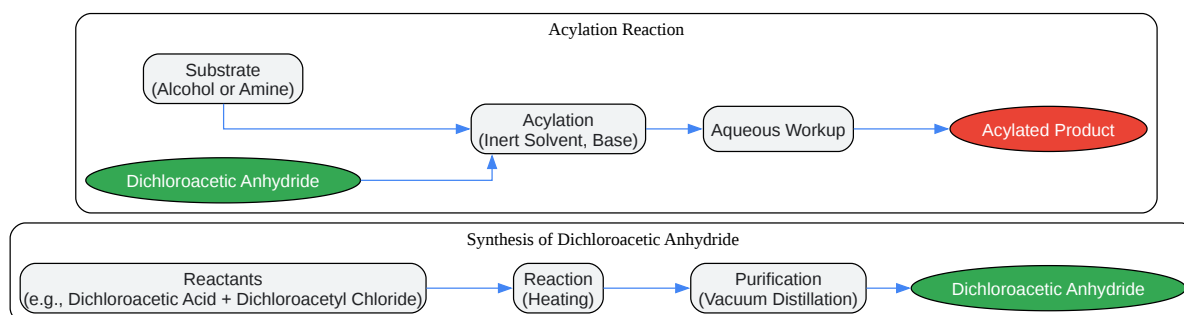 Acylation Reaction
Substrate
(Alcohol or Amine)
Acylation
(Inert Solvent, Base)
Aqueous Workup
Acylated Product
Dichloroacetic Anhydride
Synthesis of Dichloroacetic Anhydride
Reactants
(e.g., Dichloroacetic Acid + Dichloroacetyl Chloride)
Reaction
(Heating)
Purification
(Vacuum Distillation)
Dichloroacetic Anhydride